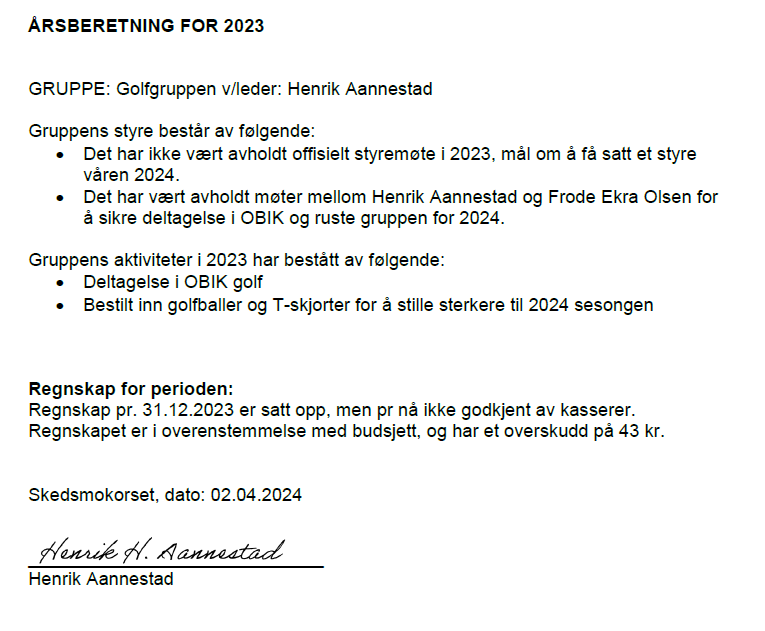 ÅRSBERETNING FOR 2023
GRUPPE: Golfgruppen v/leder: Henrik Aannestad
Gruppens styre består av følgende:
• Det har ikke vært avholdt offisielt styremøte i 2023, mål om å få satt et styre
våren 2024.
• Det har vært avholdt møter mellom Henrik Aannestad og Frode Ekra Olsen for
å sikre deltagelse i OBIK og ruste gruppen for 2024.
Gruppens aktiviteter i 2023 har bestått av følgende:
• Deltagelse i OBIK golf
• Bestilt inn golfballer og T-skjorter for å stille sterkere til 2024 sesongen
Regnskap for perioden:
Regnskap pr. 31.12.2023 er satt opp, men pr nå ikke godkjent av kasserer.
Regnskapet er i overenstemmelse med budsjett, og har et overskudd på 43 kr.
Skedsmokorset, dato: 02.04.2024
Henrik H. Aannestad
Henrik Aannestad